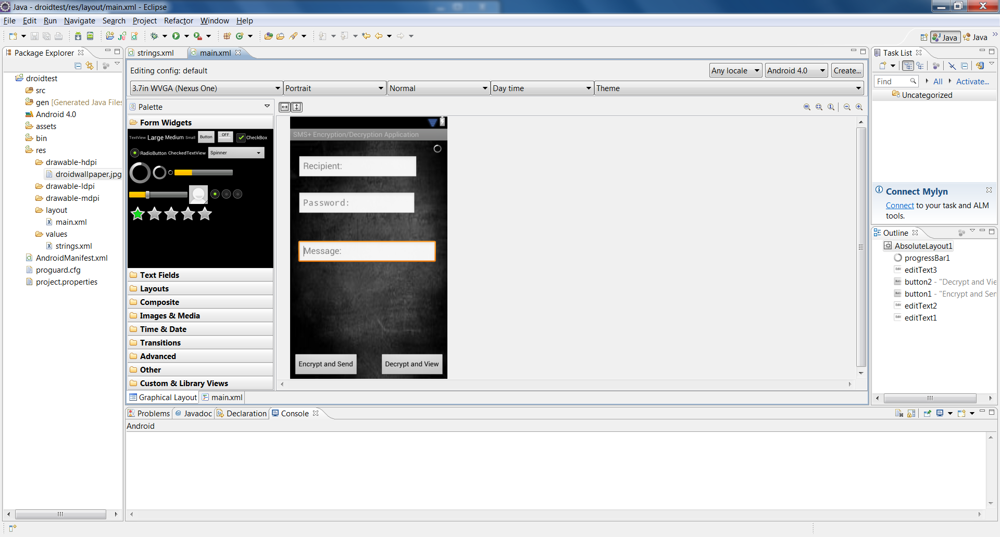 Java - droidtest/res/layout/main.xml - Eclipse
File Edit Run Navigate Search Project Refactor Window Help
Java Java
Package Explorer
droidtest
src
gen [Generated Java Files
Android 4.0
assets
bin
res
drawable-hdpi
droidwallpaper.jpg
drawable-ldpi
drawable-mdpi
layout
main.xml
values
strings.xml
AndroidManifest.xml
proguard.cfg
project.properties
strings.xml main.xml
Editing config: default
Any locale Android 4.0 Create...
3.7in WVGA (Nexus One) Portrait Normal Day time Theme
Palette
Form Widgets
TextView Large Medium Small Button OFF CheckBox
RadioButton CheckedTextView Spinner
Text Fields
Layouts
Composite
Images & Media
Time & Date
Transitions
Advanced
Other
Custom & Library Views
SMS+ Encryption/Decryption Application
Recipient:
Password:
Message:
Encrypt and Send Decrypt and View
Graphical Layout main.xml
Problems @ Javadoc Declaration Console
Android
Task List
Find All Activate...
Uncategorized
Connect Mylyn
Connect to your task and ALM
tools.
Outline
AbsoluteLayout1
progressBar1
editText3
button2 - "Decrypt and Vie
button1 - "Encrypt and Sen
editText2
editText1